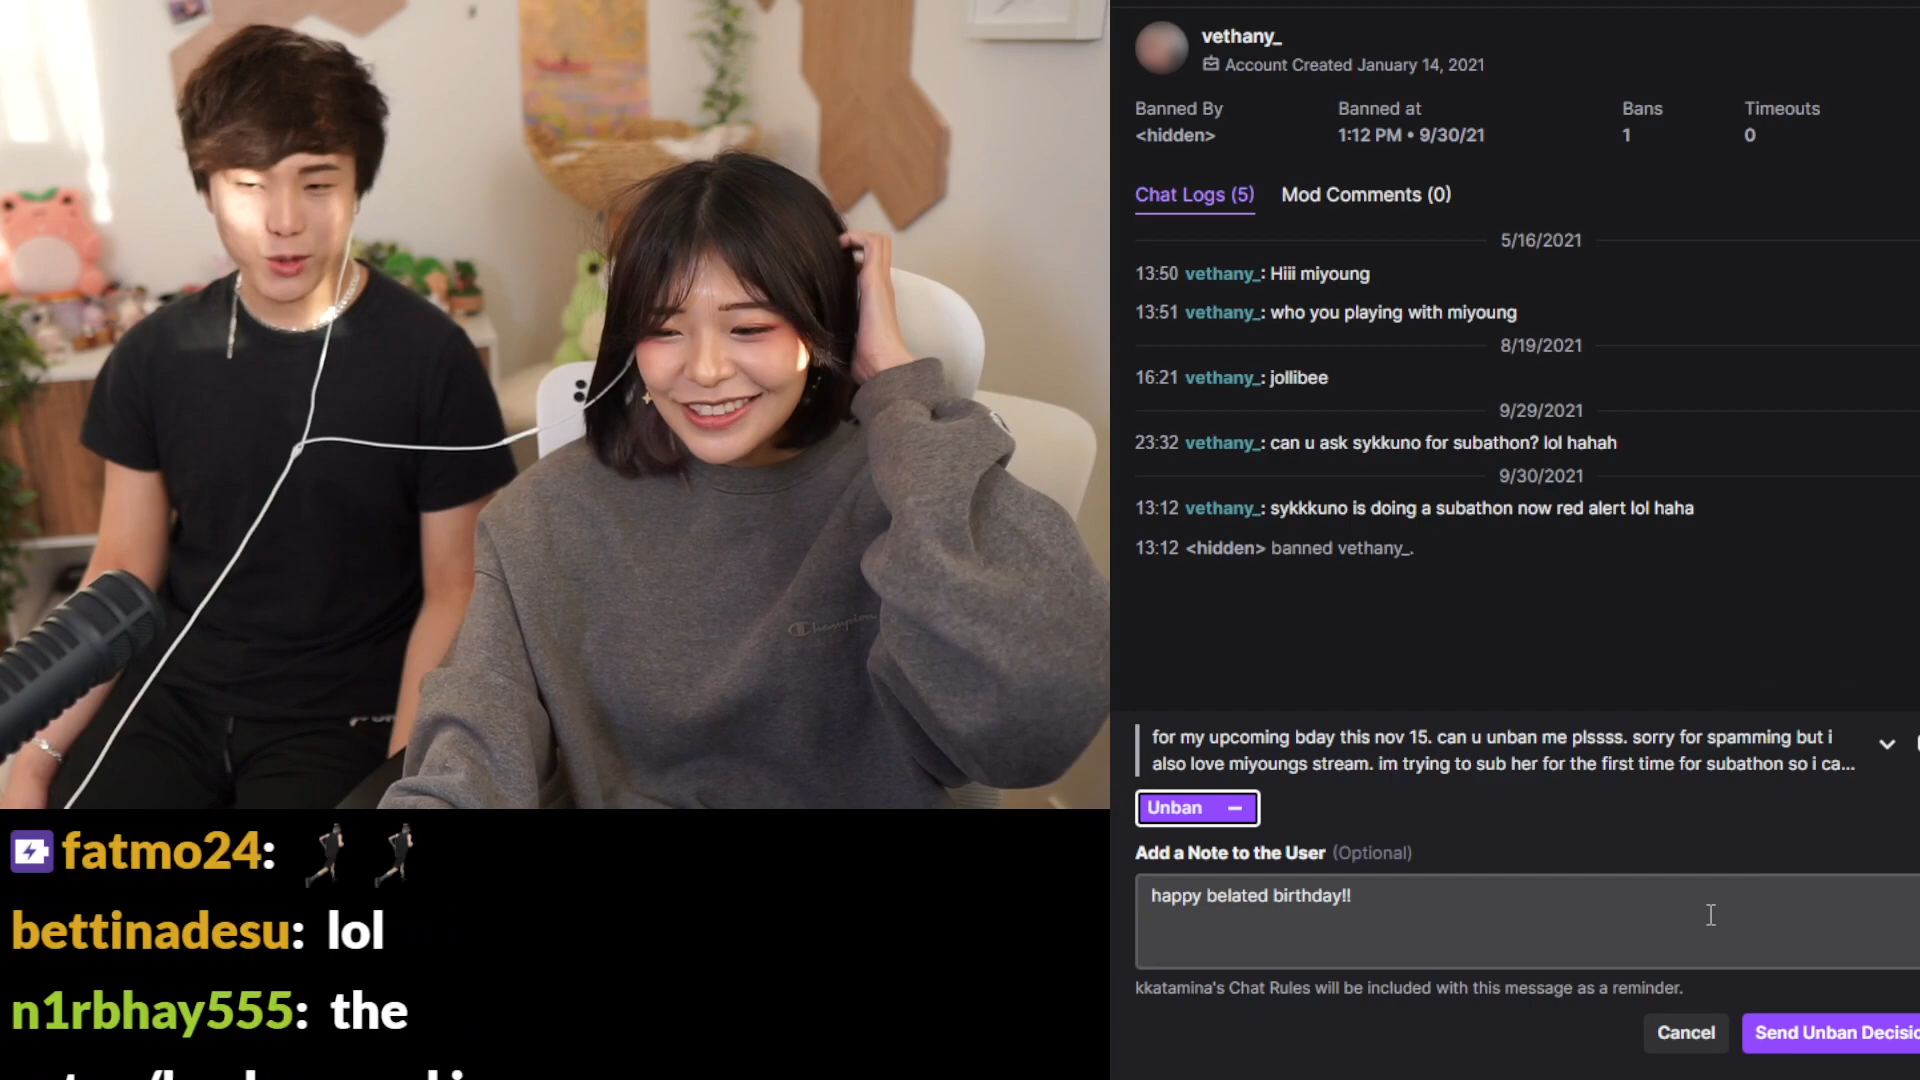 vethany_
Account Created January 14, 2021
Banned By
Banned at
Bans
Timeouts
<hidden>
1:12 PM • 9/30/21
1
0
Chat Logs (5)
Mod Comments (0)
5/16/2021
13:50 vethany_: Hiii miyoung
13:51 vethany_: who you playing with miyoung
8/19/2021
16:21 vethany_: jollibee
9/29/2021
23:32 vethany_: can u ask sykkuno for subathon? lol hahah
9/30/2021
13:12 vethany_: sykkkuno is doing a subathon now red alert lol haha
13:12 <hidden> banned vethany_.
for my upcoming bday this nov 15. can u unban me plssss. sorry for spamming but i
also love miyoungs stream. im trying to sub her for the first time for subathon so i ca...
Unban
Add a Note to the User (Optional)
happy belated birthday!!
kkatamina's Chat Rules will be included with this message as a reminder.
Cancel
Send Unban Decisio
Champion
fatmo24:
bettinadesu: lol
n1rbhay555: the